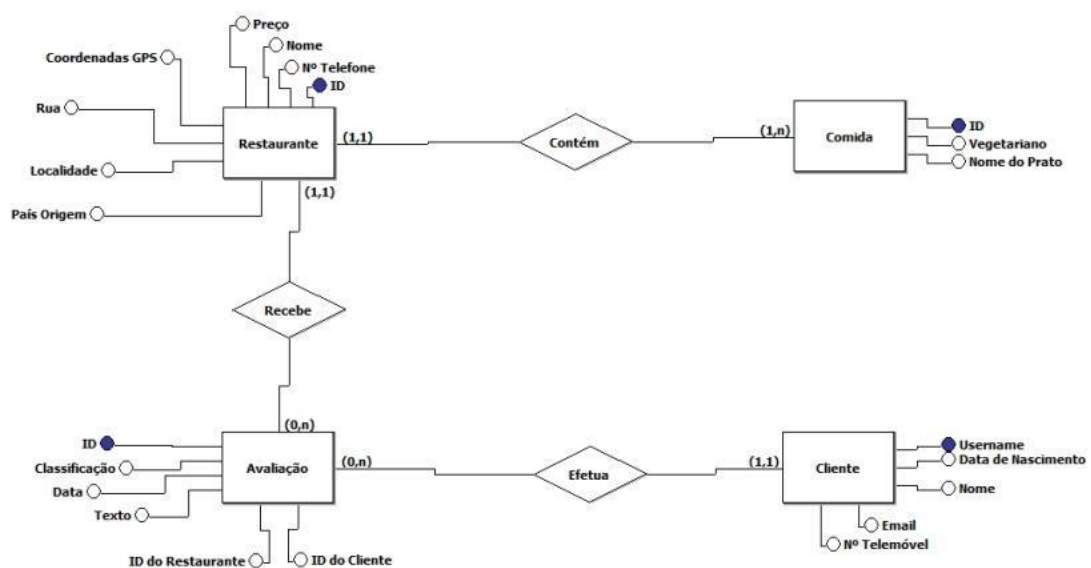 Preço
Nome
Coordenadas GPS
Nº Telefone
ID
Rua
Restaurante
(1,1)
Contém
(1,n)
Comida
ID
Vegetariano
Nome do Prato
Localidade
(1,1)
País Origem
Recebe
(0,n)
ID
Classificação
Data
Texto
Avaliação
(0,n)
Efetua
(1,1)
Cliente
Username
Data de Nascimento
Nome
Email
Nº Telemóvel
ID do Restaurante
ID do Cliente